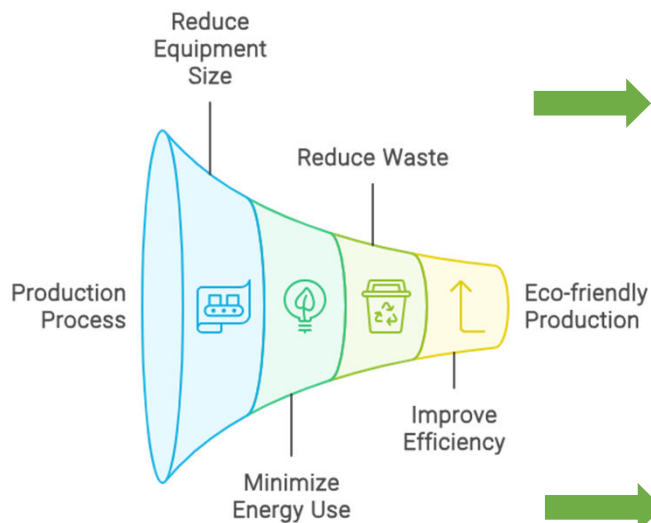 Reduce
Equipment
Size
Reduce Waste
Production
Process
Eco-friendly
Production
Improve
Efficiency
Minimize
Energy Use